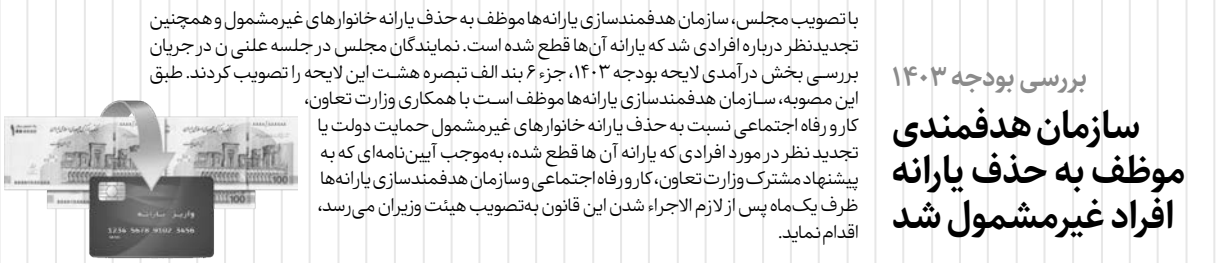 بررسی بودجه ۱۴۰۳
سازمان هدفمندی
موظف به حذف یارانه
افراد غیرمشمول شد
با تصویب مجلس، سازمان هدفمندسازی یارانه‌ها موظف به حذف یارانه خانوارهای غیرمشمول و همچنین
تجدیدنظر درباره افرادی شد که یارانه آن‌ها قطع شده است. نمایندگان مجلس در جلسه علنی ن در جریان
بررسی بخش درآمدی لایحه بودجه ۱۴۰۳، جزء ۶ بند الف تبصره هشت این لایحه را تصویب کردند. طبق
این مصوبه، سازمان هدفمندسازی یارانه‌ها موظف است با همکاری وزارت تعاون،
کار و رفاه اجتماعی نسبت به حذف یارانه خانوارهای غیرمشمول حمایت دولت یا
تجدید نظر در مورد افرادی که یارانه آن ها قطع شده، به‌موجب آیین‌نامه‌ای که به
پیشنهاد مشترک وزارت تعاون، کار و رفاه اجتماعی وسازمان هدفمندسازی یارانه‌ها
ظرف یک‌ماه پس از لازم الاجراء شدن این قانون به‌تصویب هیئت وزیران می‌رسد،
اقدام نماید.
واریز یارانه
1234 5678 9102 3456
100
100